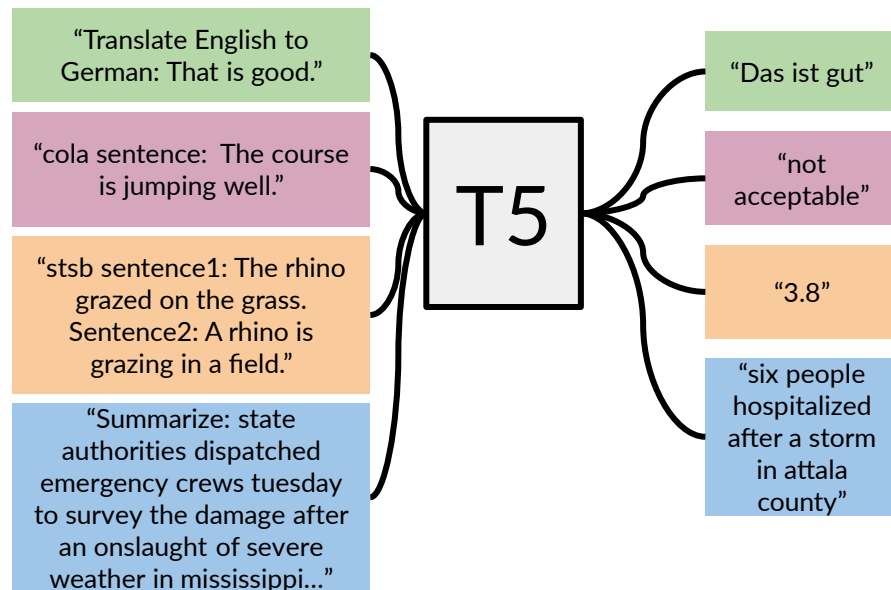 “Translate English to
German: That is good.”
“cola sentence:  The course
is jumping well.”
“stsb sentence1: The rhino
grazed on the grass.
Sentence2: A rhino is
grazing in a field.”
“Summarize: state
authorities dispatched
emergency crews tuesday
to survey the damage after
an onslaught of severe
weather in mississippi...”
T5
“Das ist gut”
“not
acceptable”
“3.8”
“six people
hospitalized
after a storm
in attala
county”